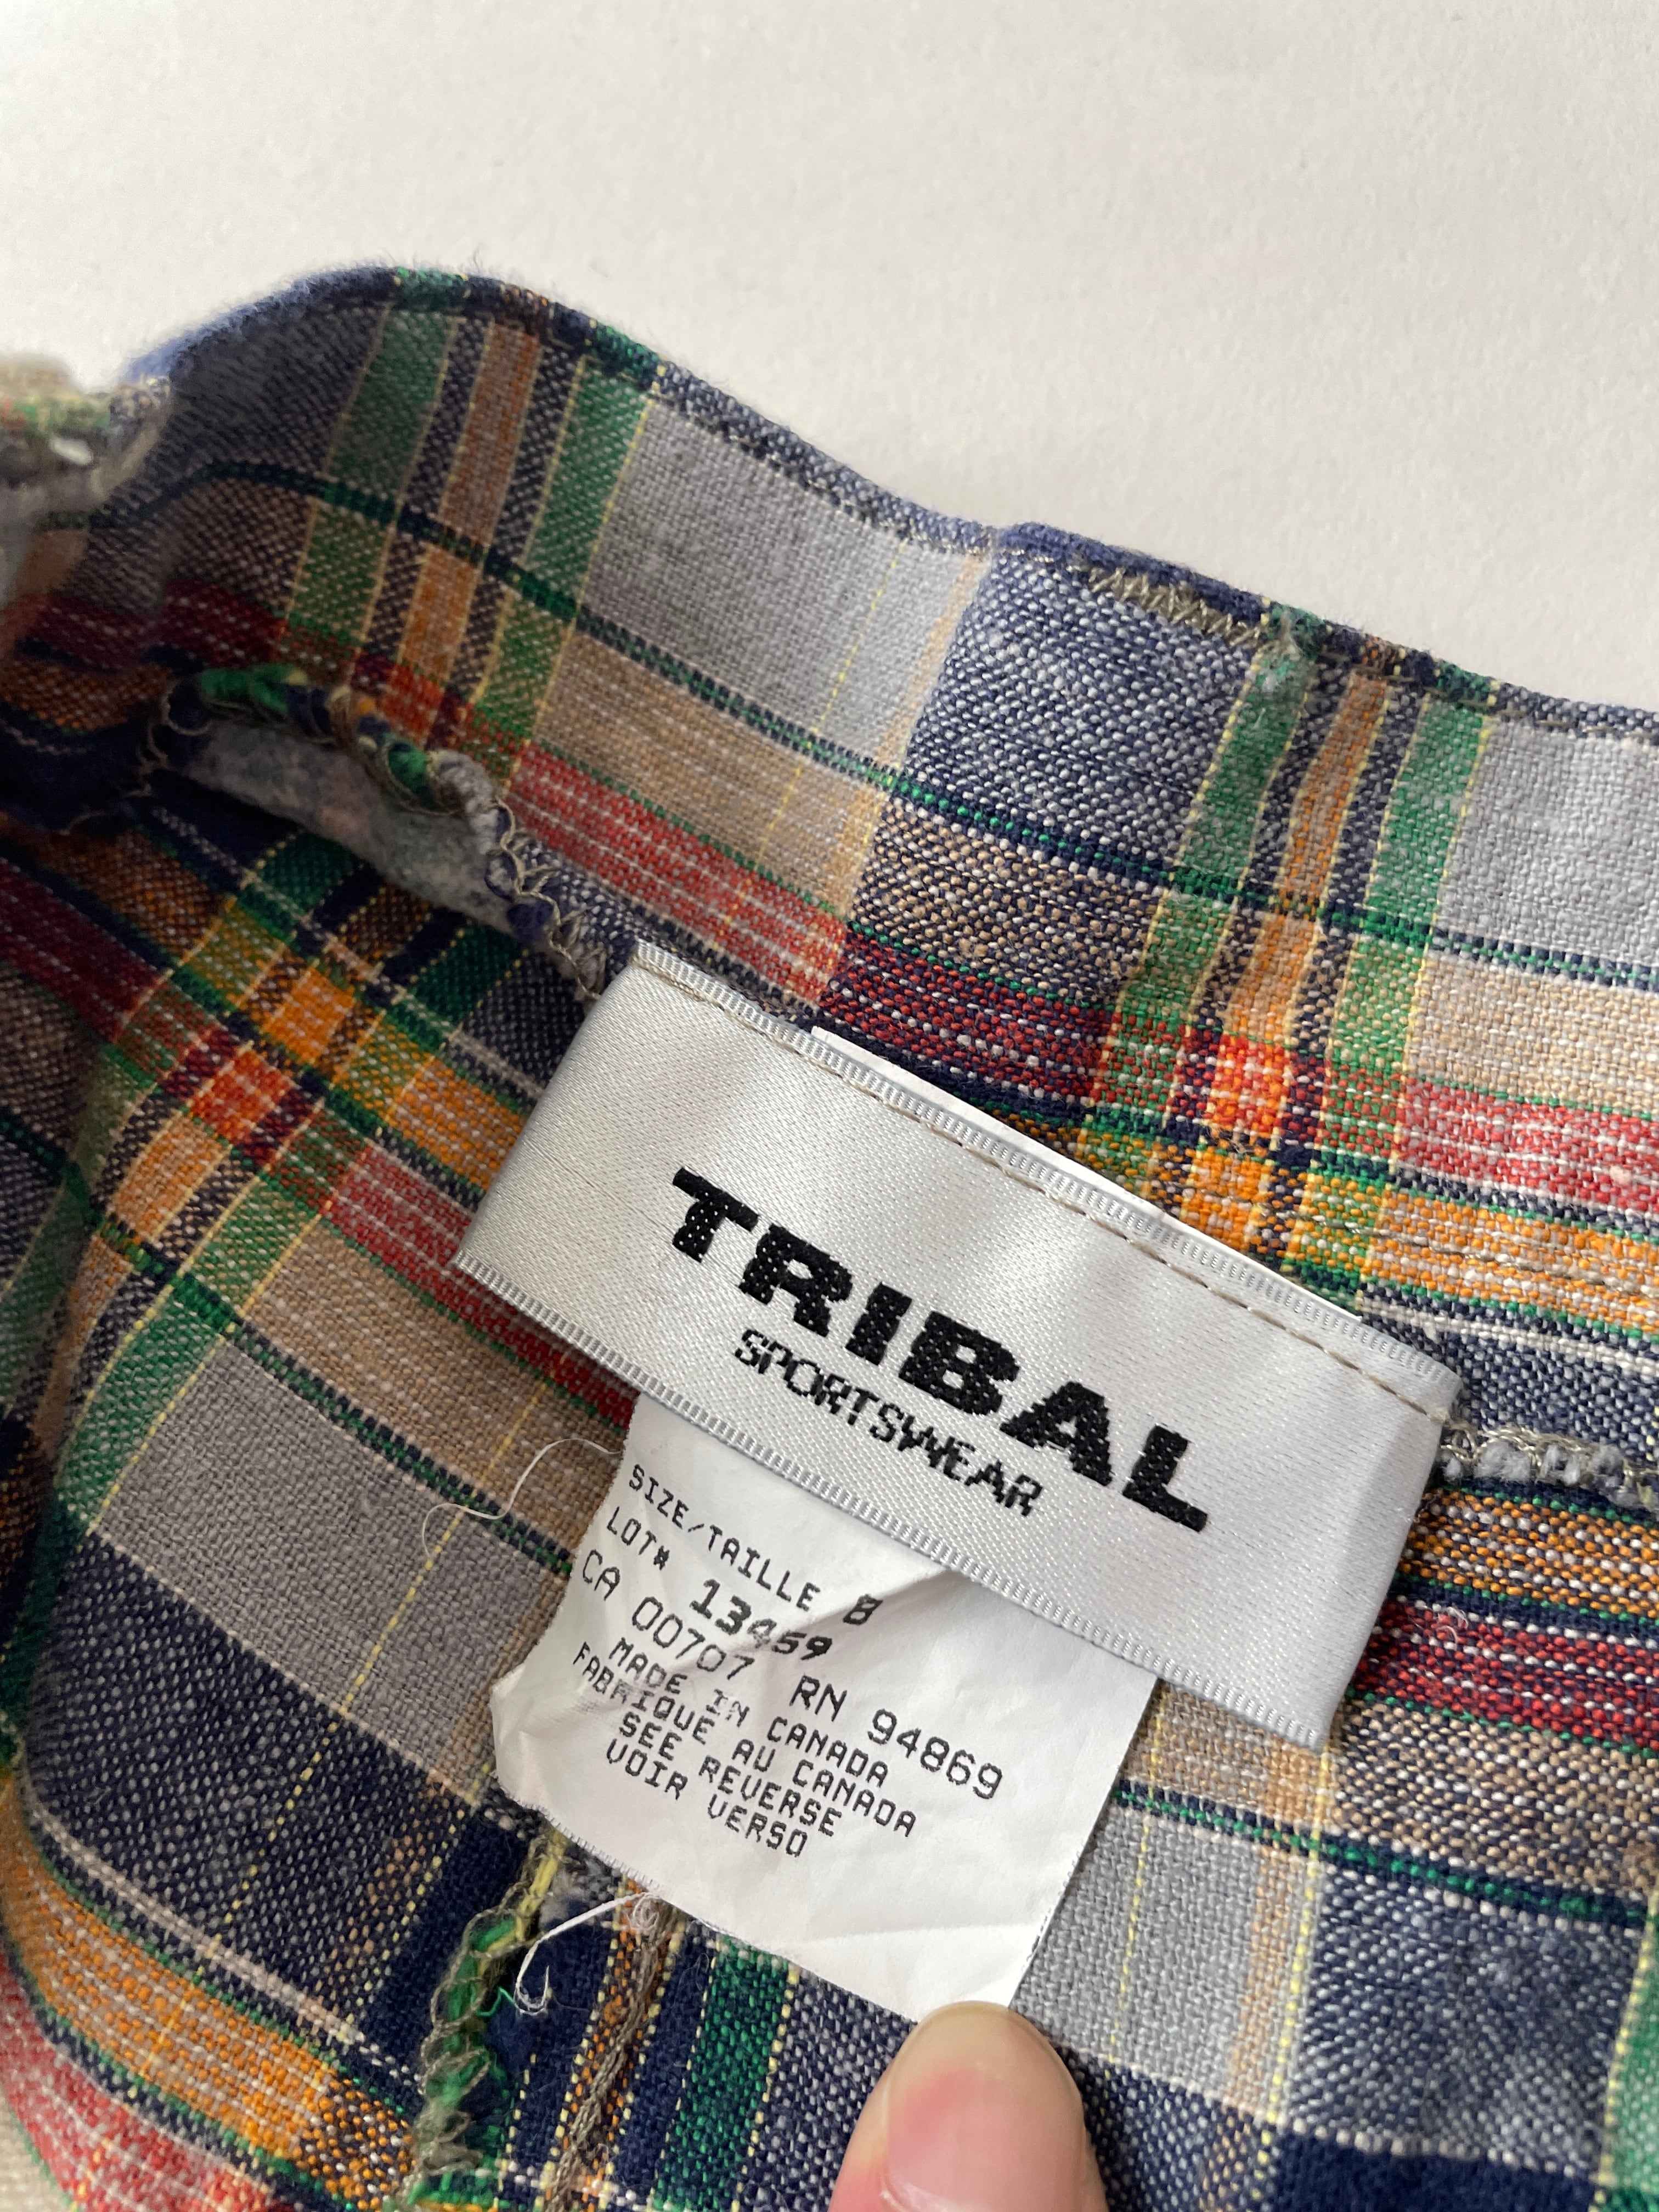 TRIBAL
SPORTSWEAR
SIZE/TAILLE 8
LOT# 13459
CA 00707 RN 94869
MADE IN CANADA
FABRIQUE AU CANADA
SEE REVERSE
VOIR VERSO